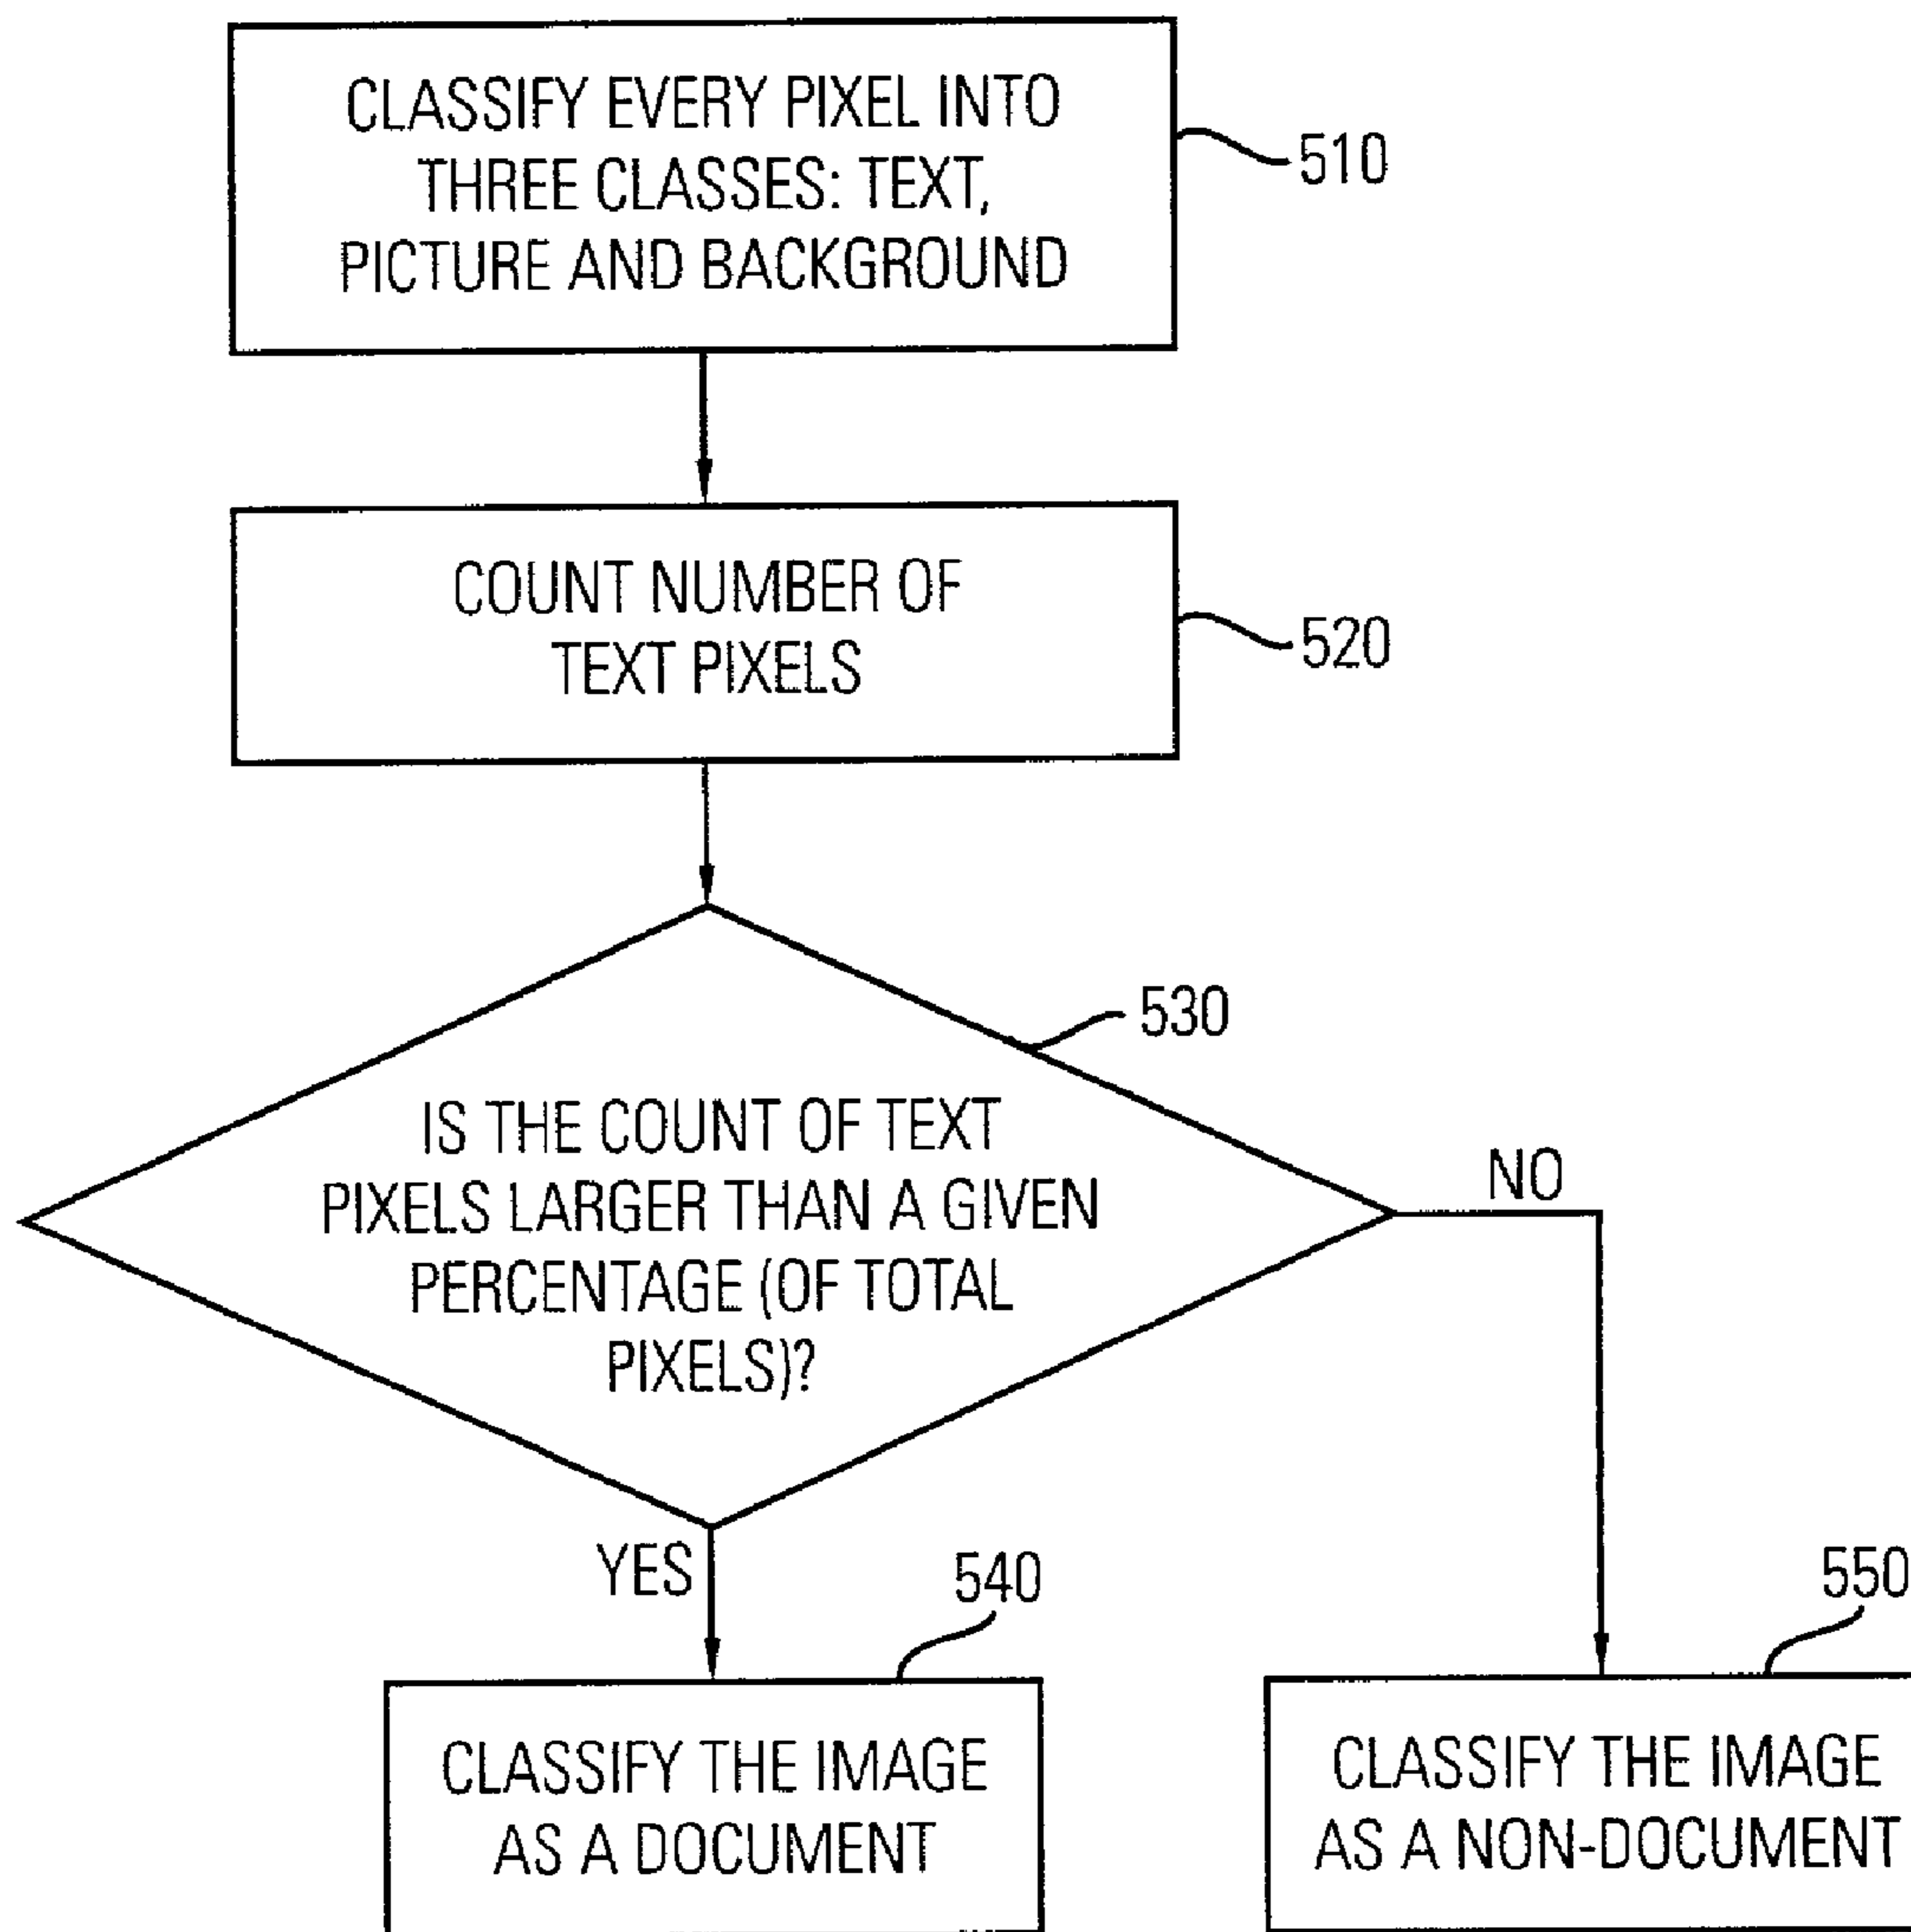 CLASSIFY EVERY PIXEL INTO
THREE CLASSES: TEXT,
PICTURE AND BACKGROUND
510
COUNT NUMBER OF
TEXT PIXELS
520
530
IS THE COUNT OF TEXT
PIXELS LARGER THAN A GIVEN
PERCENTAGE (OF TOTAL
PIXELS)?
NO
YES
540
550
CLASSIFY THE IMAGE
AS A DOCUMENT
CLASSIFY THE IMAGE
AS A NON-DOCUMENT